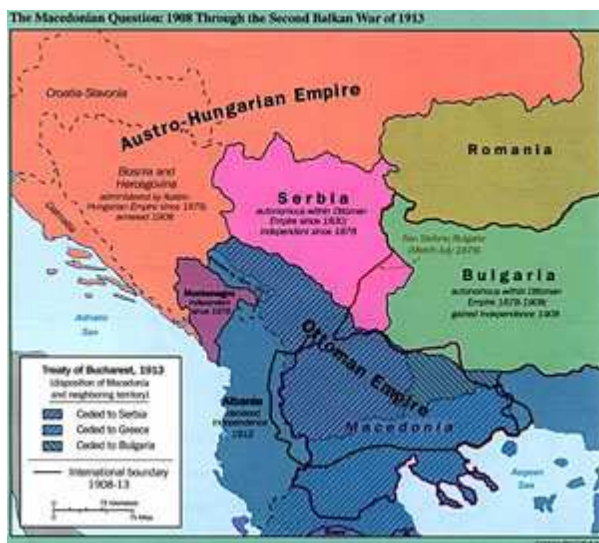 The Macedonian Question: 1908 Through the Second Balkan War of 1913
Croatia-Slavonia
Austro-Hungarian Empire
Romania
Bosnia and
Hercegovina
administered by Austro-
Hungarian Empire since 1878;
annexed 1908
Dalmatia
Serbia
autonomous within Ottoman
Empire since 1830;
independent since 1878
San Stefano Bulgaria
(March-July 1878)
Bulgaria
autonomous within Ottoman
Empire 1878-1908;
gained independence 1908
Montenegro
independent
since 1878
Adriatic
Sea
Ottoman Empire
Albania
declared
independence
1912
Macedonia
Aegean
Sea
Treaty of Bucharest, 1913
(disposition of Macedonia
and neighboring territory)
Ceded to Serbia
Ceded to Greece
Ceded to Bulgaria
International boundary
1908-13
0 75 Kilometers
0 75 Miles